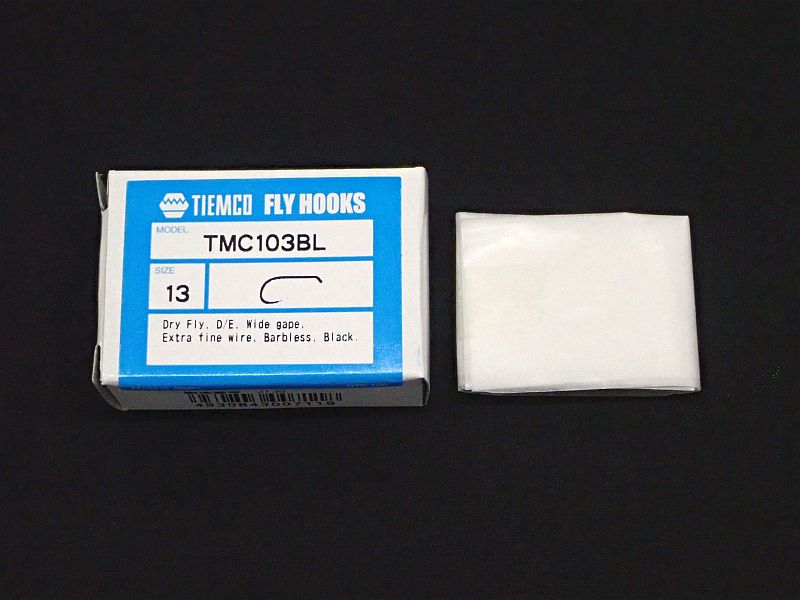 TIEMCO FLY HOOKS
MODEL
TMC103BL
SIZE
13
Dry Fly. D/E. Wide gape.
Extra fine wire. Barbless. Black.